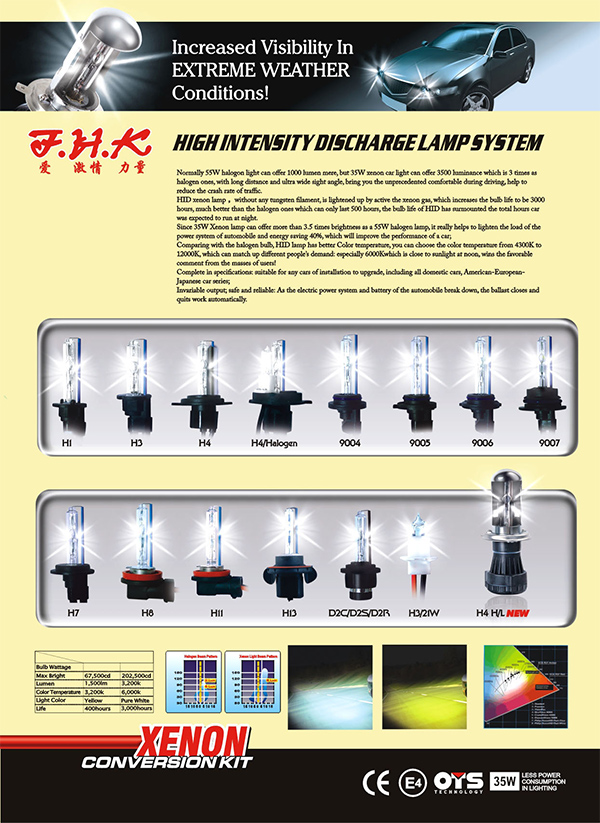 Increased Visibility In
EXTREME WEATHER
Conditions!
F.H.K
爱 激情 力量
HIGH INTENSITY DISCHARGE LAMP SYSTEM
Normally 55W halogon light can offer 1000 lumen mere, but 35W xenon car light can offer 3500 luminance which is 3 times as
halogen ones, with long distance and ultra wide sight angle, bring you the unprecedented comfortable during driving, help to
reduce the crash rate of traffic.
HID xenon lamp , without any tungsten filament, is lightened up by active the xenon gas, which increases the bulb life to be 3000
hours, much better than the halogen ones which can only last 500 hours, the bulb life of HID has surmounted the total hours car
was expected to run at night.
Since 35W Xenon lamp can offer more than 3.5 times brightness as a 55W halogen lamp, it really helps to lighten the load of the
power system of automobile and energy saving 40%, which will improve the performance of a car;
Comparing with the halogen bulb, HID lamp has better Color temperature, you can choose the color temperature from 4300K to
12000K, which can match up different people's demand: especially 6000Kwhich is close to sunlight at noon, wins the favorable
comment from the masses of users!
Complete in specifications: suitable for any cars of installation to upgrade, including all domestic cars, American-European-
Japanese car series;
Invariable output; safe and reliable: As the electric power system and battery of the automobile break down, the ballast closes and
quits work automatically.
H1 H3 H4 H4/Halogen 9004 9005 9006 9007
H7 H8 H11 H13 D2C/D2S/D2R H3/21W H4 H/L NEW
Bulb Wattage
Max Bright 67,500cd 202,500cd
Lumen 1,500lm 3,200k
Color Temperature 3,200k 6,000k
Light Color Yellow Pure White
Life 400hours 3,000hours
Halogen Beam Pattern
Xenon Light Beam Pattern
XENON
CONVERSION KIT
CE E4 OYS
TECHNOLOGY
35W
LESS POWER
CONSUMPTION
IN LIGHTING